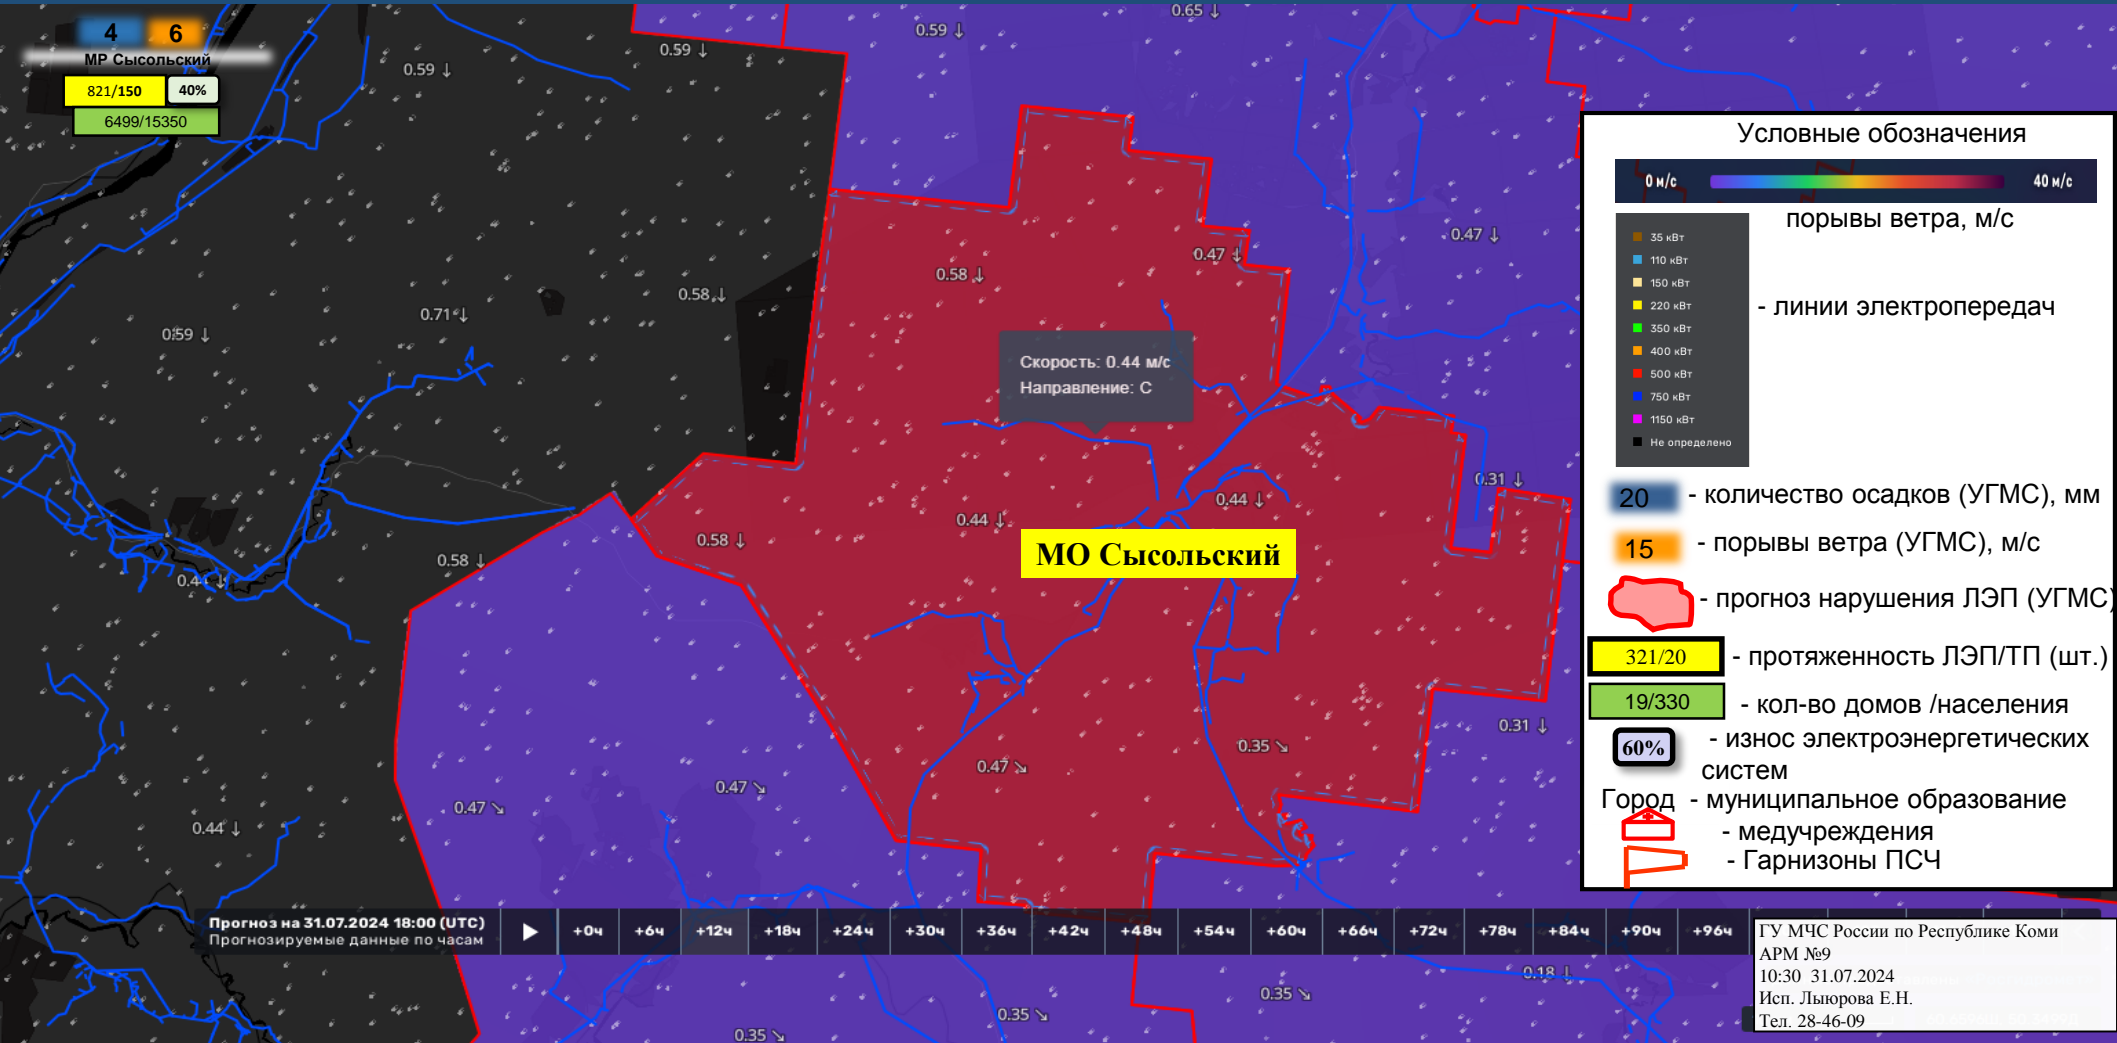 4 6
МР Сысольский
821/150 40%
6499/15350
0.65 ↓
0.59 ↓
0.59 ↓
0.59 ↓
0.47 ↓
0.47 ↓
0.58 ↓
0.58 ↓
0.71 ↓
0.59 ↓
Скорость: 0.44 м/с
Направление: С
0.31 ↓
0.44 ↓
0.44 ↓
0.58 ↓
0.58 ↓
0.44 ↓
МО Сысольский
0.31 ↓
0.35 ↘
0.47 ↘
0.47 ↘
0.47 ↘
0.44 ↓
Условные обозначения
0 м/с 40 м/с
порывы ветра, м/с
35 кВт
110 кВт
150 кВт
220 кВт
350 кВт
400 кВт
500 кВт
750 кВт
1150 кВт
Не определено
- линии электропередач
20 - количество осадков (УГМС), мм
15 - порывы ветра (УГМС), м/с
- прогноз нарушения ЛЭП (УГМС)
321/20 - протяженность ЛЭП/ТП (шт.)
19/330 - кол-во домов /населения
60% - износ электроэнергетических
систем
Город - муниципальное образование
- медучреждения
- Гарнизоны ПСЧ
Прогноз на 31.07.2024 18:00 (UTC)
Прогнозируемые данные по часам
+0ч +6ч +12ч +18ч +24ч +30ч +36ч +42ч +48ч +54ч +60ч +66ч +72ч +78ч +84ч +90ч +96ч
0.18 ↓
0.35 ↘
0.35 ↘
0.35 ↘
ГУ МЧС России по Республике Коми
АРМ №9
10:30 31.07.2024
Исп. Лыюрова Е.Н.
Тел. 28-46-09